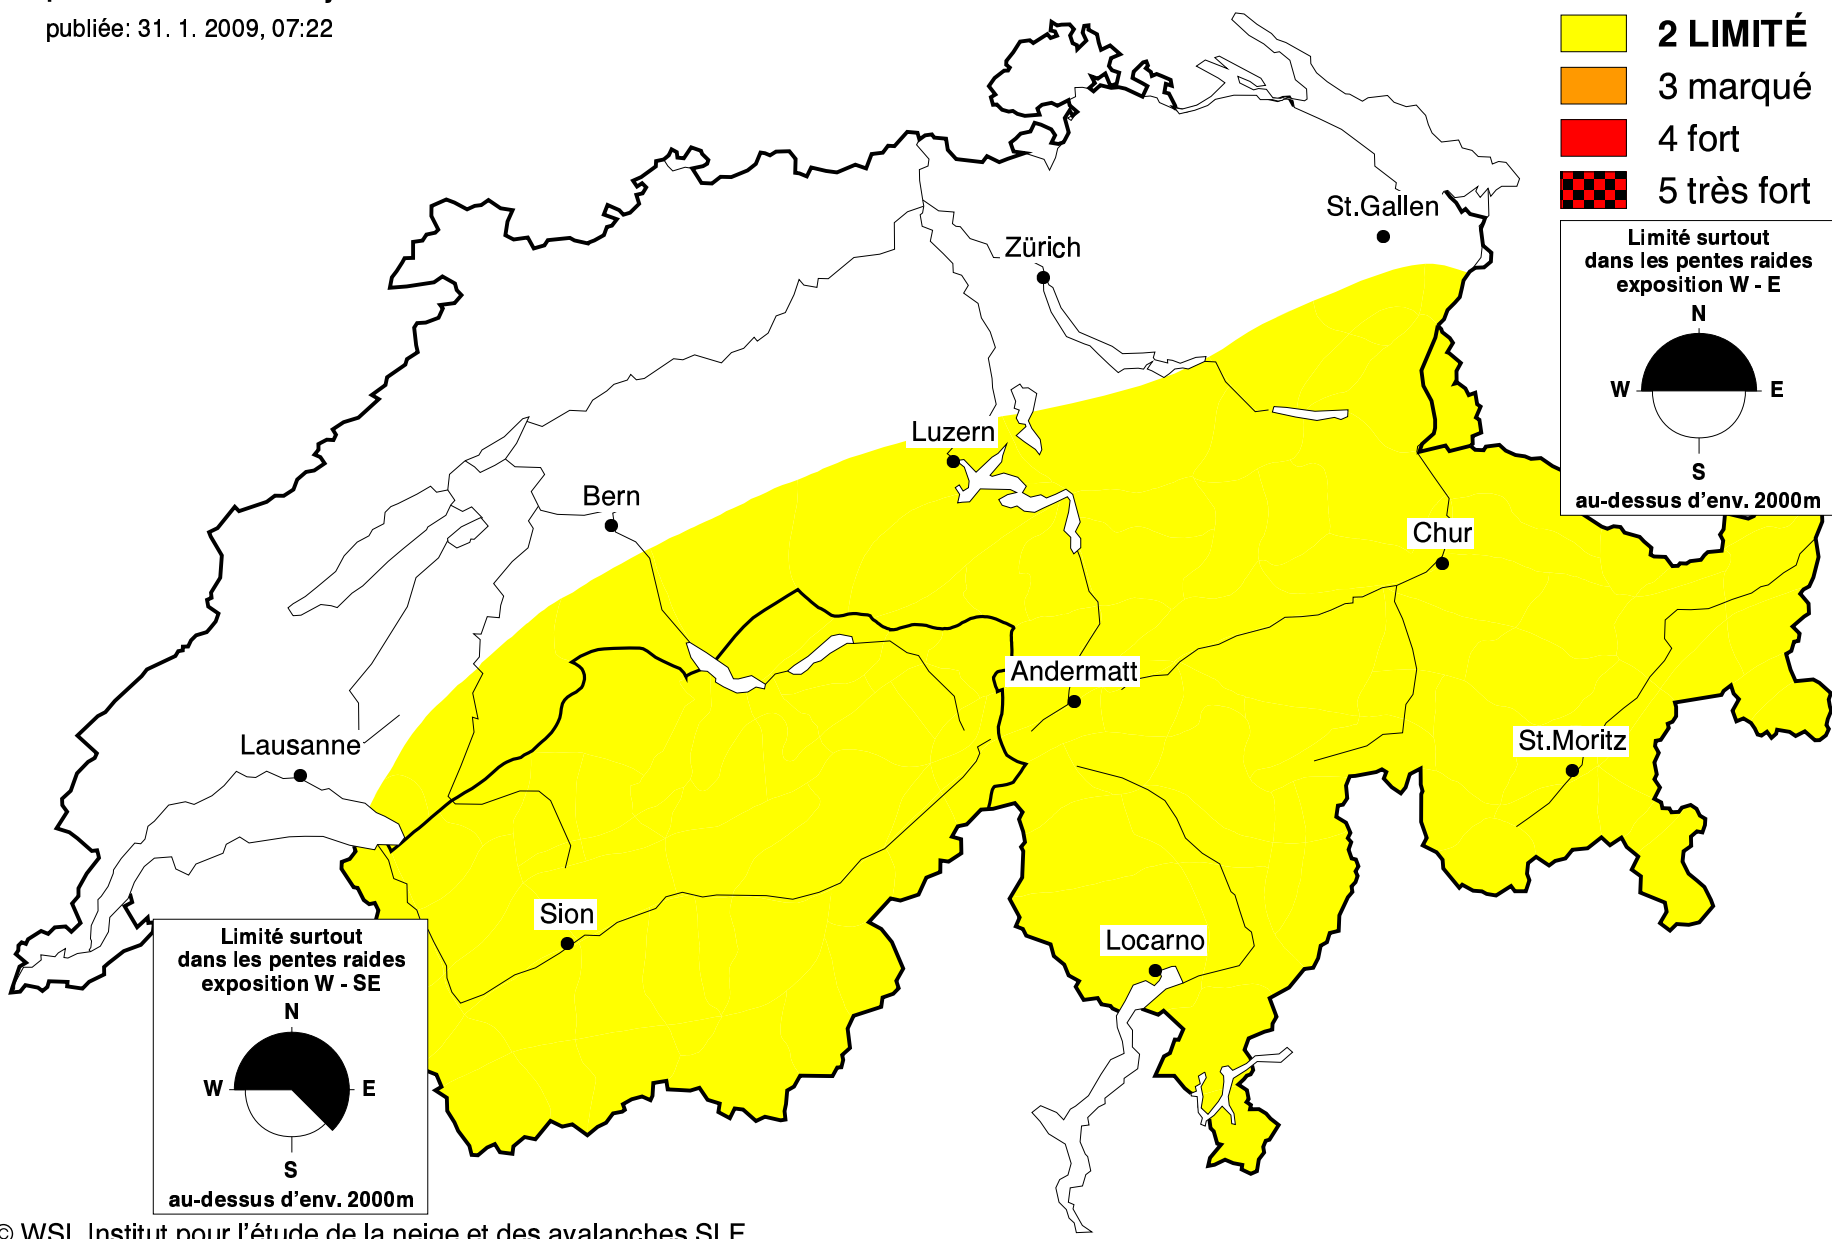 publiée: 31. 1. 2009, 07:22
2 LIMITÉ
3 marqué
4 fort
5 très fort
Limité surtout
dans les pentes raides
exposition W - E
N
W
E
S
au-dessus d'env. 2000m
St.Gallen
Zürich
Luzern
Bern
Chur
Andermatt
St.Moritz
Lausanne
Sion
Locarno
Limité surtout
dans les pentes raides
exposition W - SE
N
W
E
S
au-dessus d'env. 2000m
© WSL Institut pour l'étude de la neige et des avalanches SLF